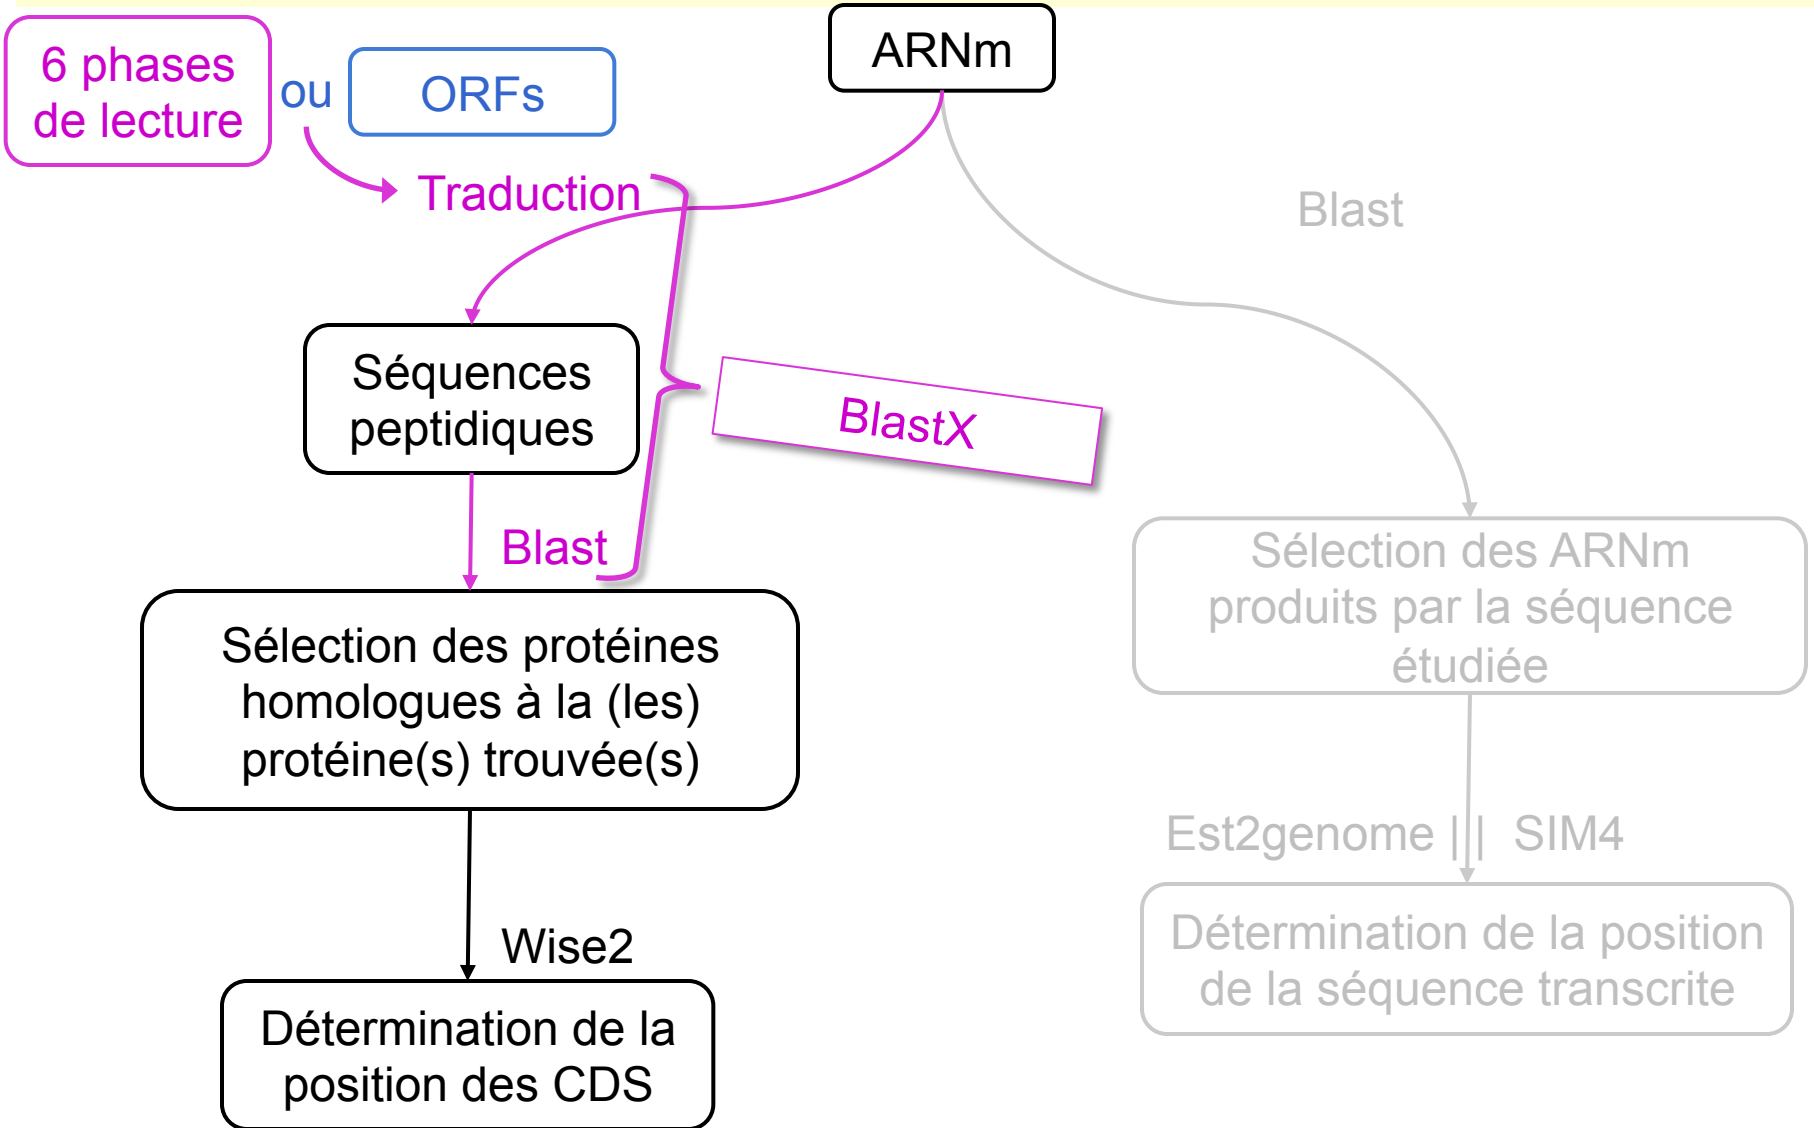 6 phases
de lecture
ou
ORFs
ARNm
Traduction
Blast
Séquences
peptidiques
BlastX
Blast
Sélection des protéines
homologues à la (les)
protéine(s) trouvée(s)
Sélection des ARNm
produits par la séquence
étudiée
Wise2
Est2genome || SIM4
Détermination de la
position des CDS
Détermination de la position
de la séquence transcrite